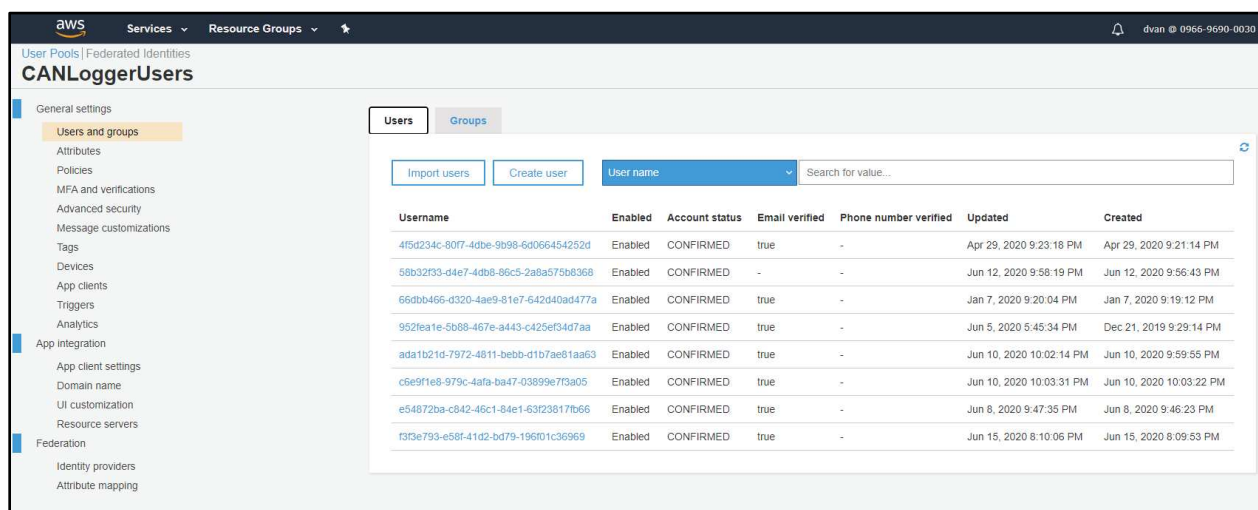 aws Services Resource Groups dvan @ 0966-9690-0030
User Pools | Federated Identities
CANLoggerUsers
General settings
Users and groups
Attributes
Policies
MFA and verifications
Advanced security
Message customizations
Tags
Devices
App clients
Triggers
Analytics
App integration
App client settings
Domain name
UI customization
Resource servers
Federation
Identity providers
Attribute mapping
Users Groups
Import users Create user User name Search for value...
Username Enabled Account status Email verified Phone number verified Updated Created
4f5d234c-80f7-4dbe-9b98-6d066454252d Enabled CONFIRMED true - Apr 29, 2020 9:23:18 PM Apr 29, 2020 9:21:14 PM
58b32f33-d4e7-4db8-86c5-2a8a575b8368 Enabled CONFIRMED - - Jun 12, 2020 9:58:19 PM Jun 12, 2020 9:56:43 PM
66dbb466-d320-4ae9-81e7-642d40ad477a Enabled CONFIRMED true - Jan 7, 2020 9:20:04 PM Jan 7, 2020 9:19:12 PM
952fea1e-5b88-467e-a443-c425ef34d7aa Enabled CONFIRMED true - Jun 5, 2020 5:45:34 PM Dec 21, 2019 9:29:14 PM
ada1b21d-7972-4811-bebb-d1b7ae81aa63 Enabled CONFIRMED true - Jun 10, 2020 10:02:14 PM Jun 10, 2020 9:59:55 PM
c6e9f1e8-979c-4afa-ba47-03899e7f3a05 Enabled CONFIRMED true - Jun 10, 2020 10:03:31 PM Jun 10, 2020 10:03:22 PM
e54872ba-c842-46c1-84e1-63f23817fb66 Enabled CONFIRMED true - Jun 8, 2020 9:47:35 PM Jun 8, 2020 9:46:23 PM
f3f3e793-e58f-41d2-bd79-196f01c36969 Enabled CONFIRMED true - Jun 15, 2020 8:10:06 PM Jun 15, 2020 8:09:53 PM